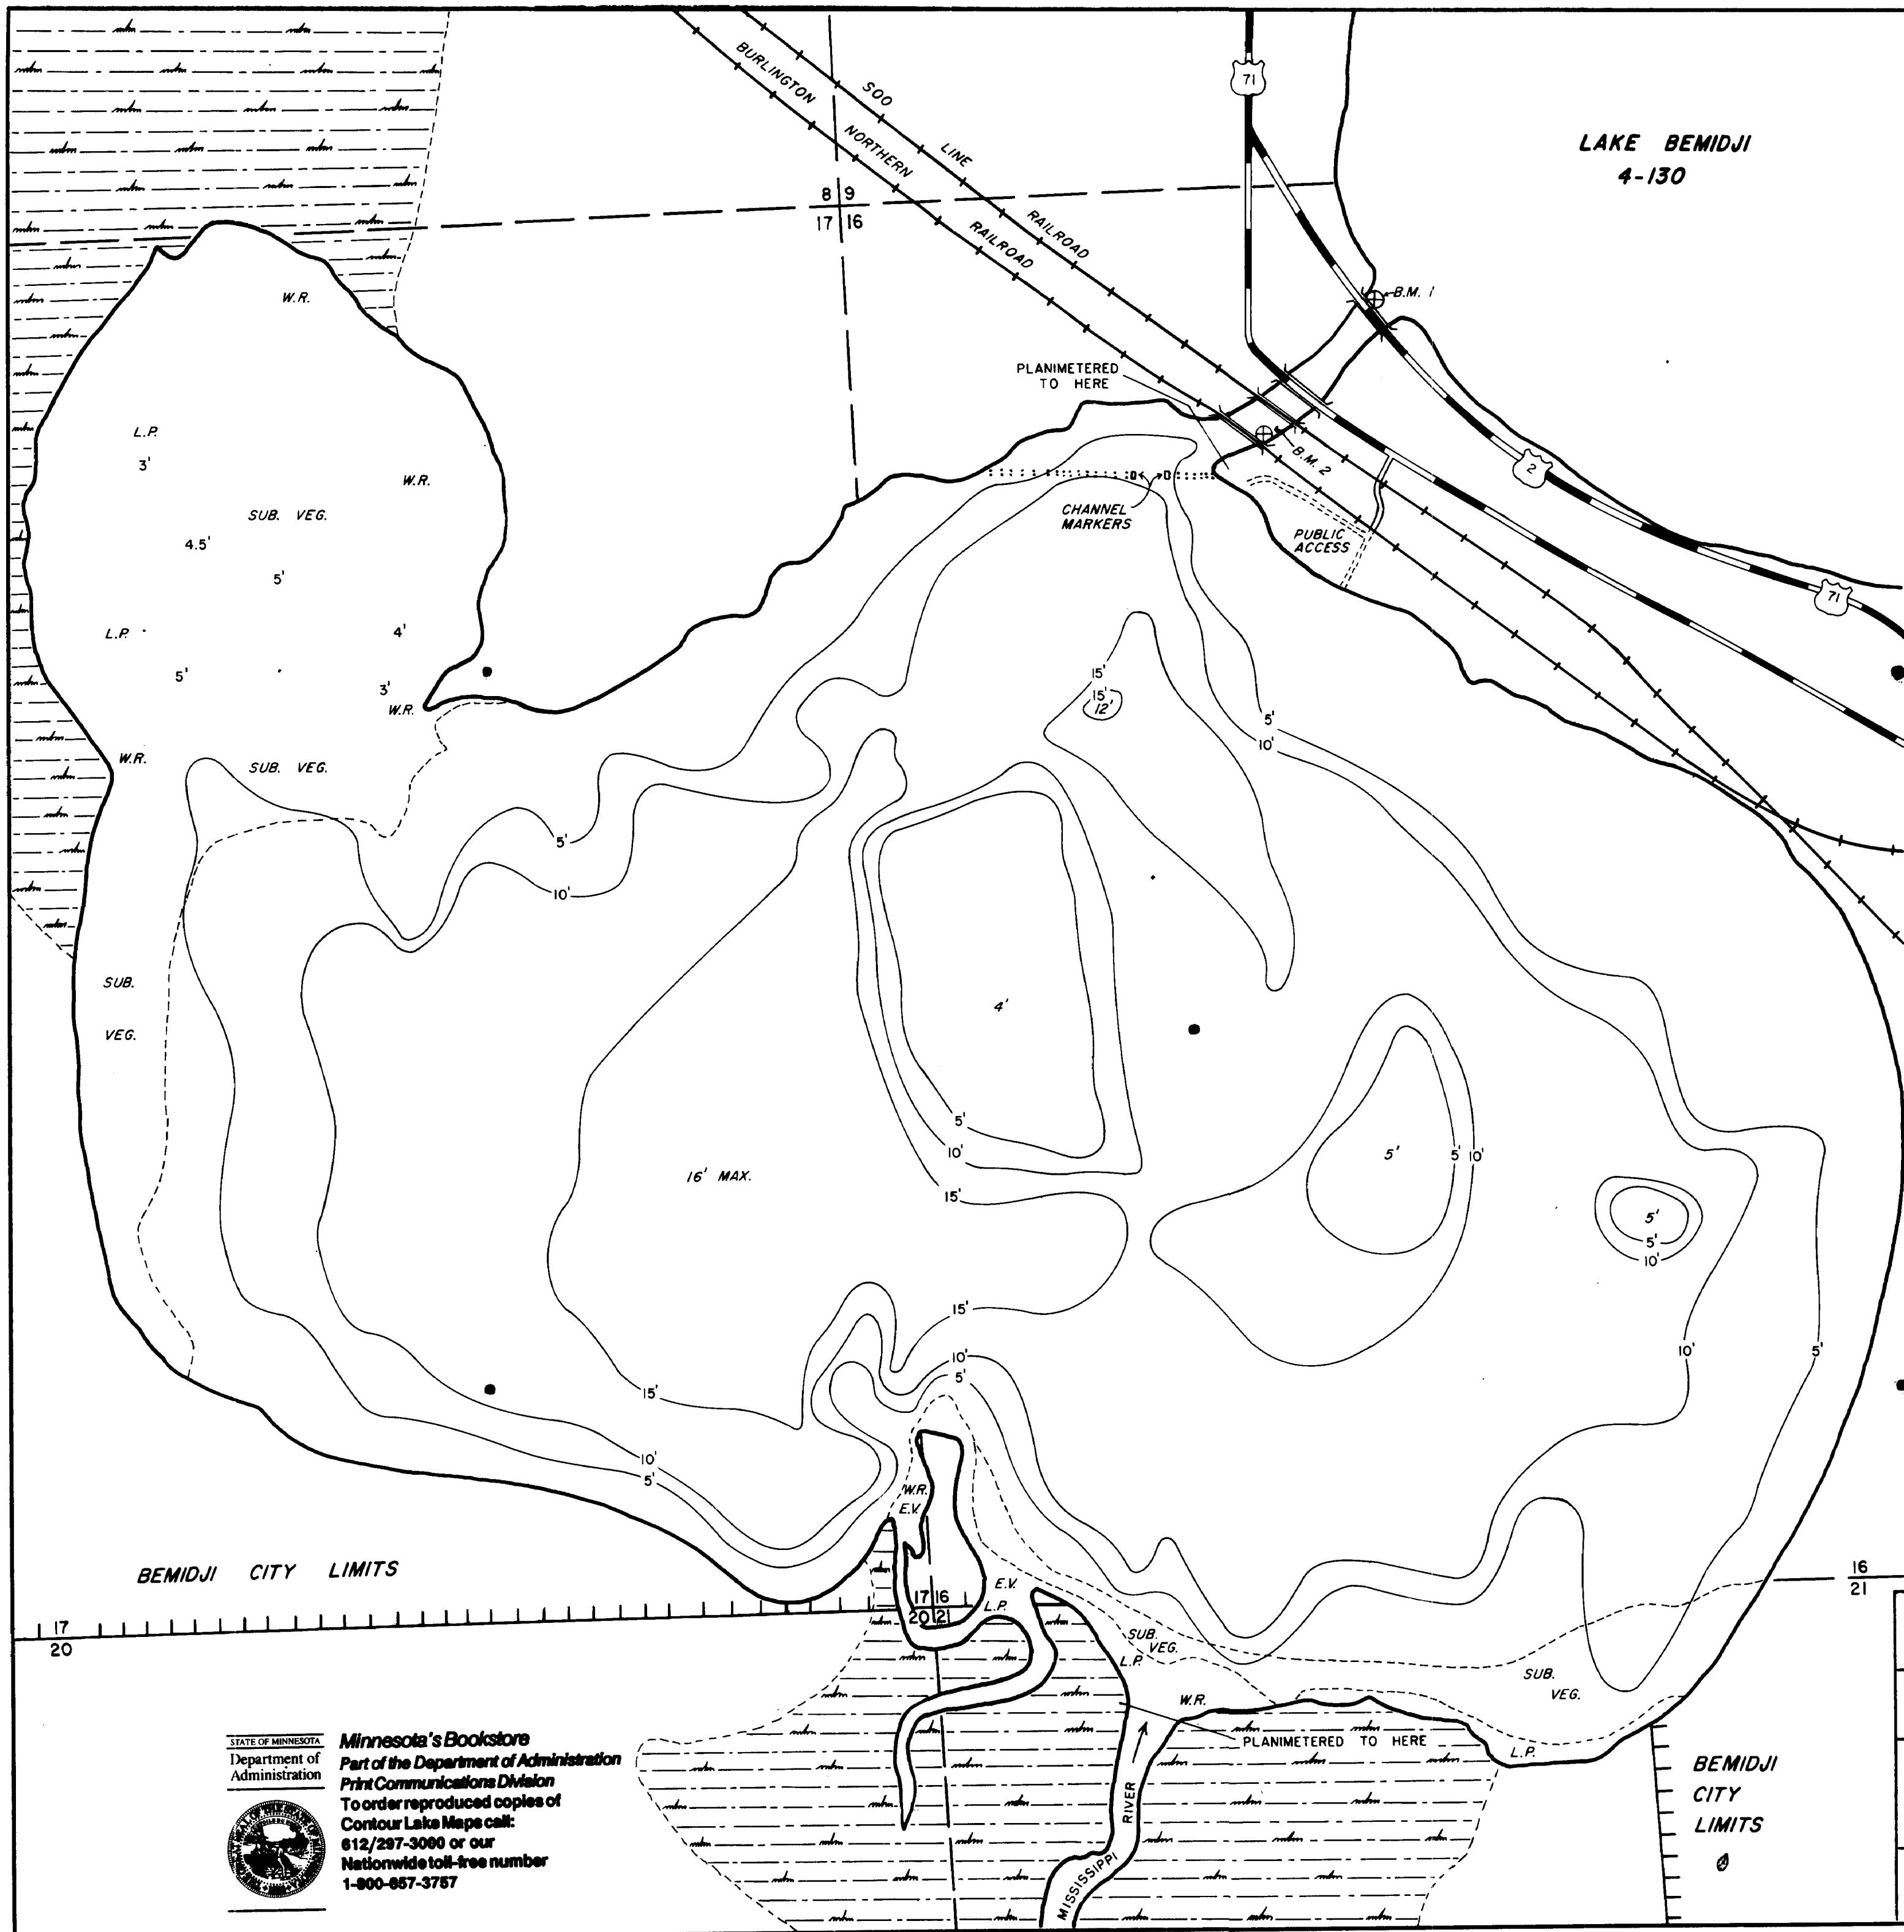 BURLINGTON NORTHERN RAILROAD
SOO LINE RAILROAD
71
LAKE BEMIDJI
4-130
8 9
17 16
W.R.
B.M. 1
PLANIMETERED
TO HERE
L.P.
3'
W.R.
B.M. 2
2
CHANNEL
MARKERS
SUB. VEG.
PUBLIC
ACCESS
4.5'
5'
71
L.P.
4'
5'
3'
W.R.
15'
15'
12'
5'
10'
W.R.
SUB. VEG.
5'
10'
SUB.
VEG.
4'
5'
10'
15'
16' MAX.
5'
5'
10'
5'
5'
10'
15'
10'
5'
15'
10'
5'
10'
5'
W.R.
E.V.
BEMIDJI CITY LIMITS
17
20
17 16
20 21
E.V.
L.P.
16
21
SUB.
VEG.
L.P.
W.R.
SUB.
VEG.
PLANIMETERED TO HERE
L.P.
MISSISSIPPI RIVER
BEMIDJI
CITY
LIMITS
STATE OF MINNESOTA
Department of
Administration
Minnesota's Bookstore
Part of the Department of Administration
Print Communications Division
To order reproduced copies of
Contour Lake Maps call:
612/297-3000 or our
Nationwide toll-free number
1-800-657-3757